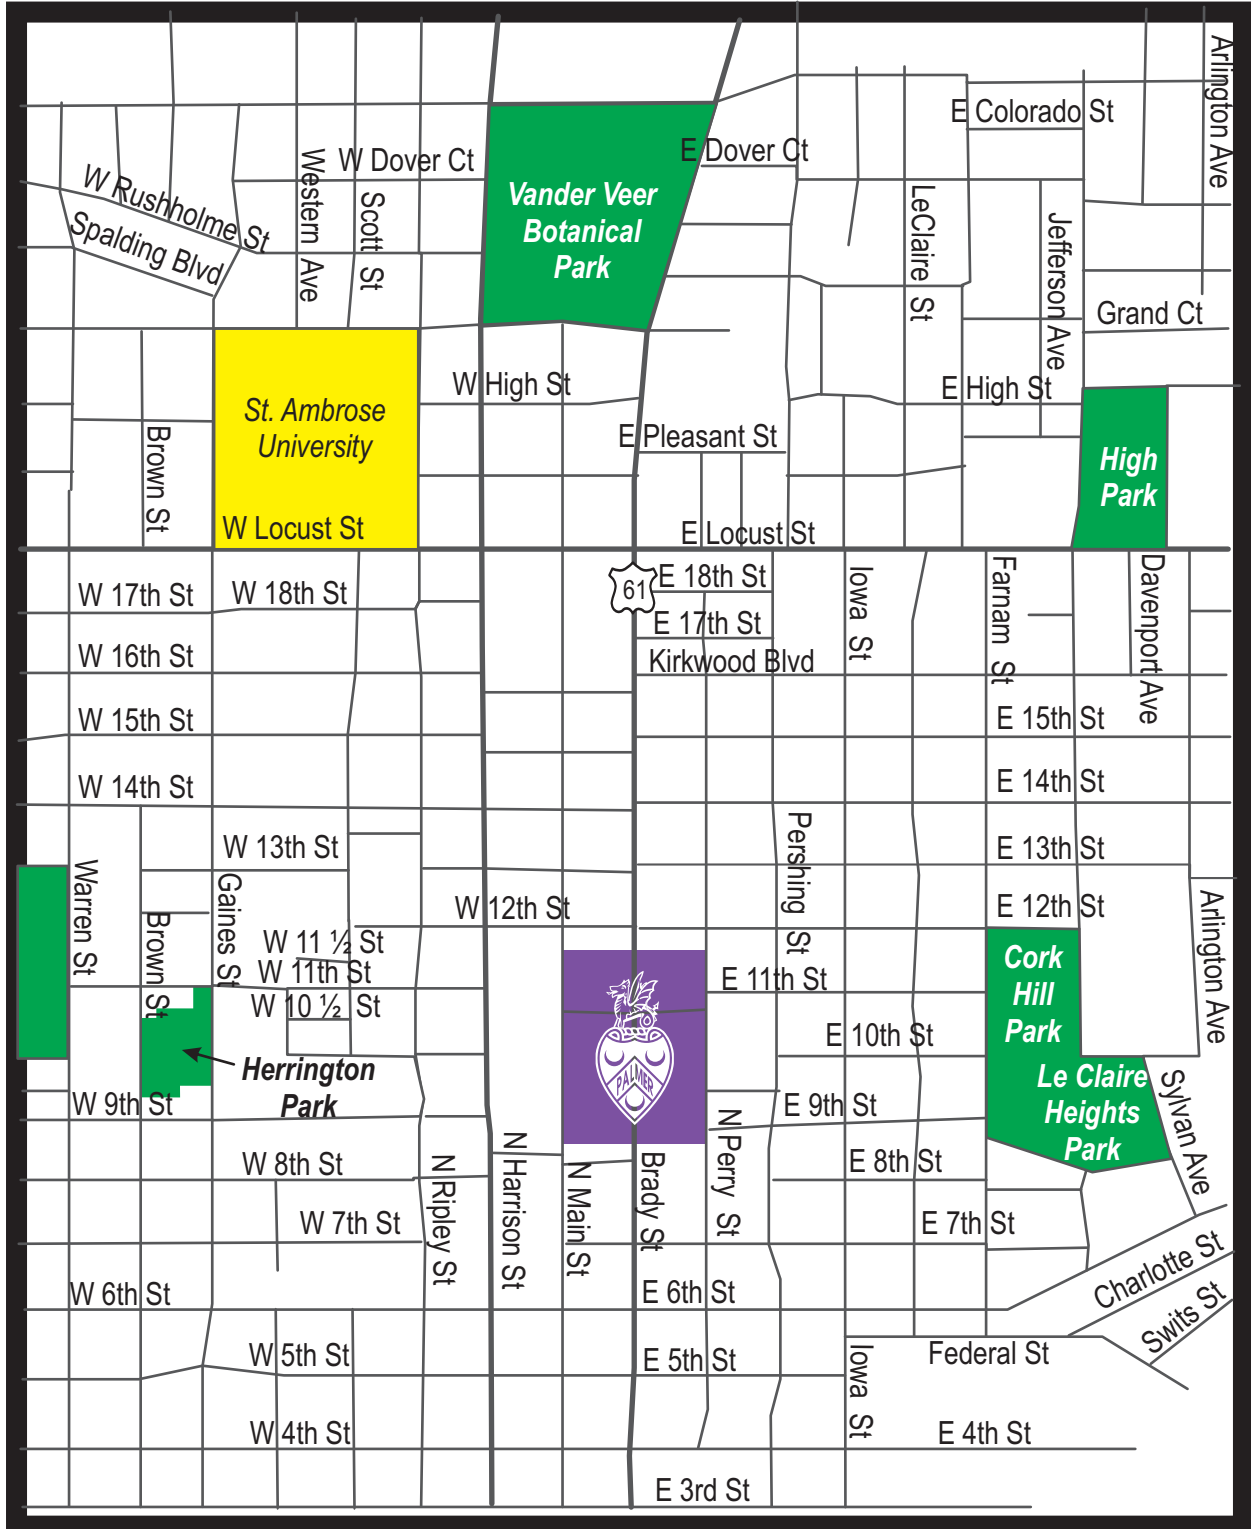 Arlington Ave
E Colorado St
E Dover Ct
W Dover Ct
W Rushholme St
Spalding Blvd
Western Ave
Scott St
Vander Veer
Botanical
Park
LeClaire St
Jefferson Ave
Grand Ct
W High St
E High St
St. Ambrose
University
Brown St
E Pleasant St
High
Park
W Locust St
E Locust St
61
E 18th St
W 17th St
W 18th St
Iowa St
Farnam St
Davenport Ave
E 17th St
W 16th St
Kirkwood Blvd
W 15th St
E 15th St
W 14th St
E 14th St
W 13th St
Pershing St
E 13th St
Warren St
Gaines St
Brown St
W 12th St
E 12th St
Arlington Ave
W 11 ½ St
W 11th St
W 10 ½ St
E 11th St
Cork
Hill
Park
E 10th St
Herrington
Park
PALMER
Le Claire
Heights
Park
Sylvan Ave
W 9th St
E 9th St
N Perry St
W 8th St
N Ripley St
N Harrison St
N Main St
Brady St
E 8th St
W 7th St
E 7th St
Charlotte St
Swits St
W 6th St
E 6th St
W 5th St
E 5th St
Iowa St
Federal St
W 4th St
E 4th St
E 3rd St